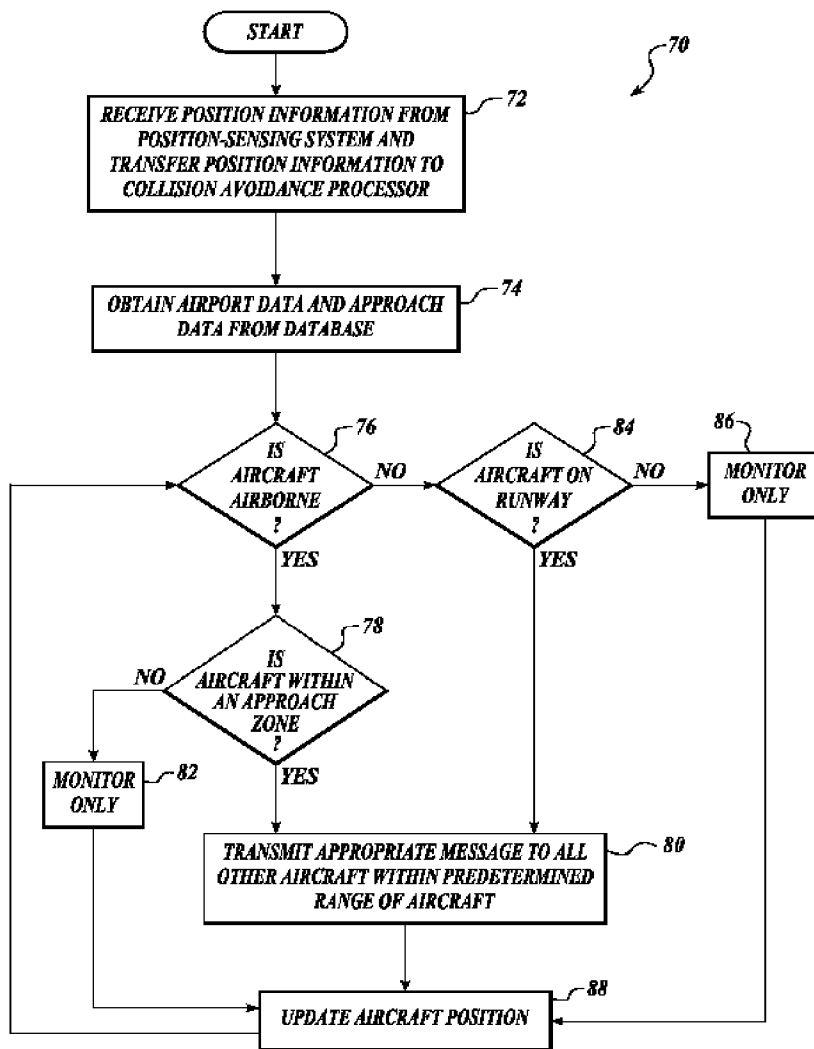 START
70
72
RECEIVE POSITION INFORMATION FROM
POSITION-SENSING SYSTEM AND
TRANSFER POSITION INFORMATION TO
COLLISION AVOIDANCE PROCESSOR
74
OBTAIN AIRPORT DATA AND APPROACH
DATA FROM DATABASE
76
IS
AIRCRAFT
AIRBORNE
?
NO
YES
84
IS
AIRCRAFT ON
RUNWAY
?
NO
YES
86
MONITOR
ONLY
78
IS
AIRCRAFT WITHIN
AN APPROACH
ZONE
?
NO
YES
82
MONITOR
ONLY
80
TRANSMIT APPROPRIATE MESSAGE TO ALL
OTHER AIRCRAFT WITHIN PREDETERMINED
RANGE OF AIRCRAFT
88
UPDATE AIRCRAFT POSITION